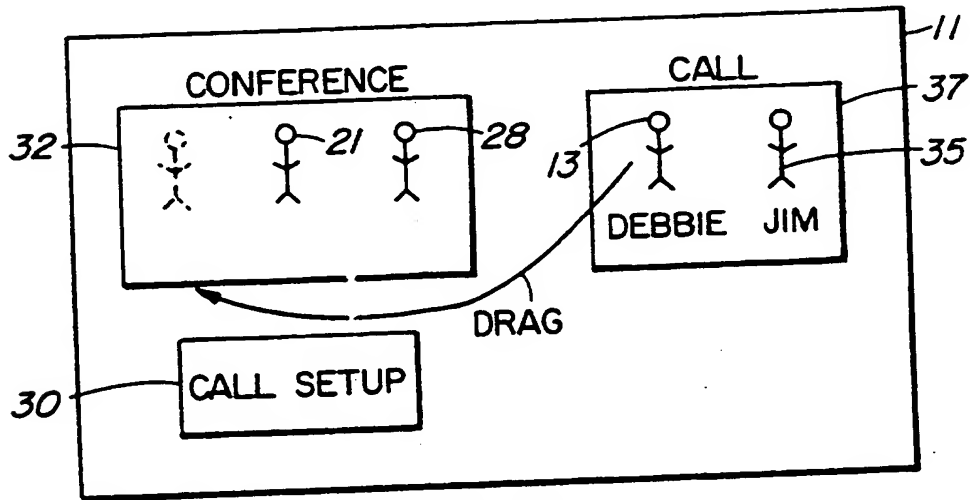 11
CONFERENCE
CALL
32
21
28
13
37
35
DEBBIE JIM
DRAG
30
CALL SETUP